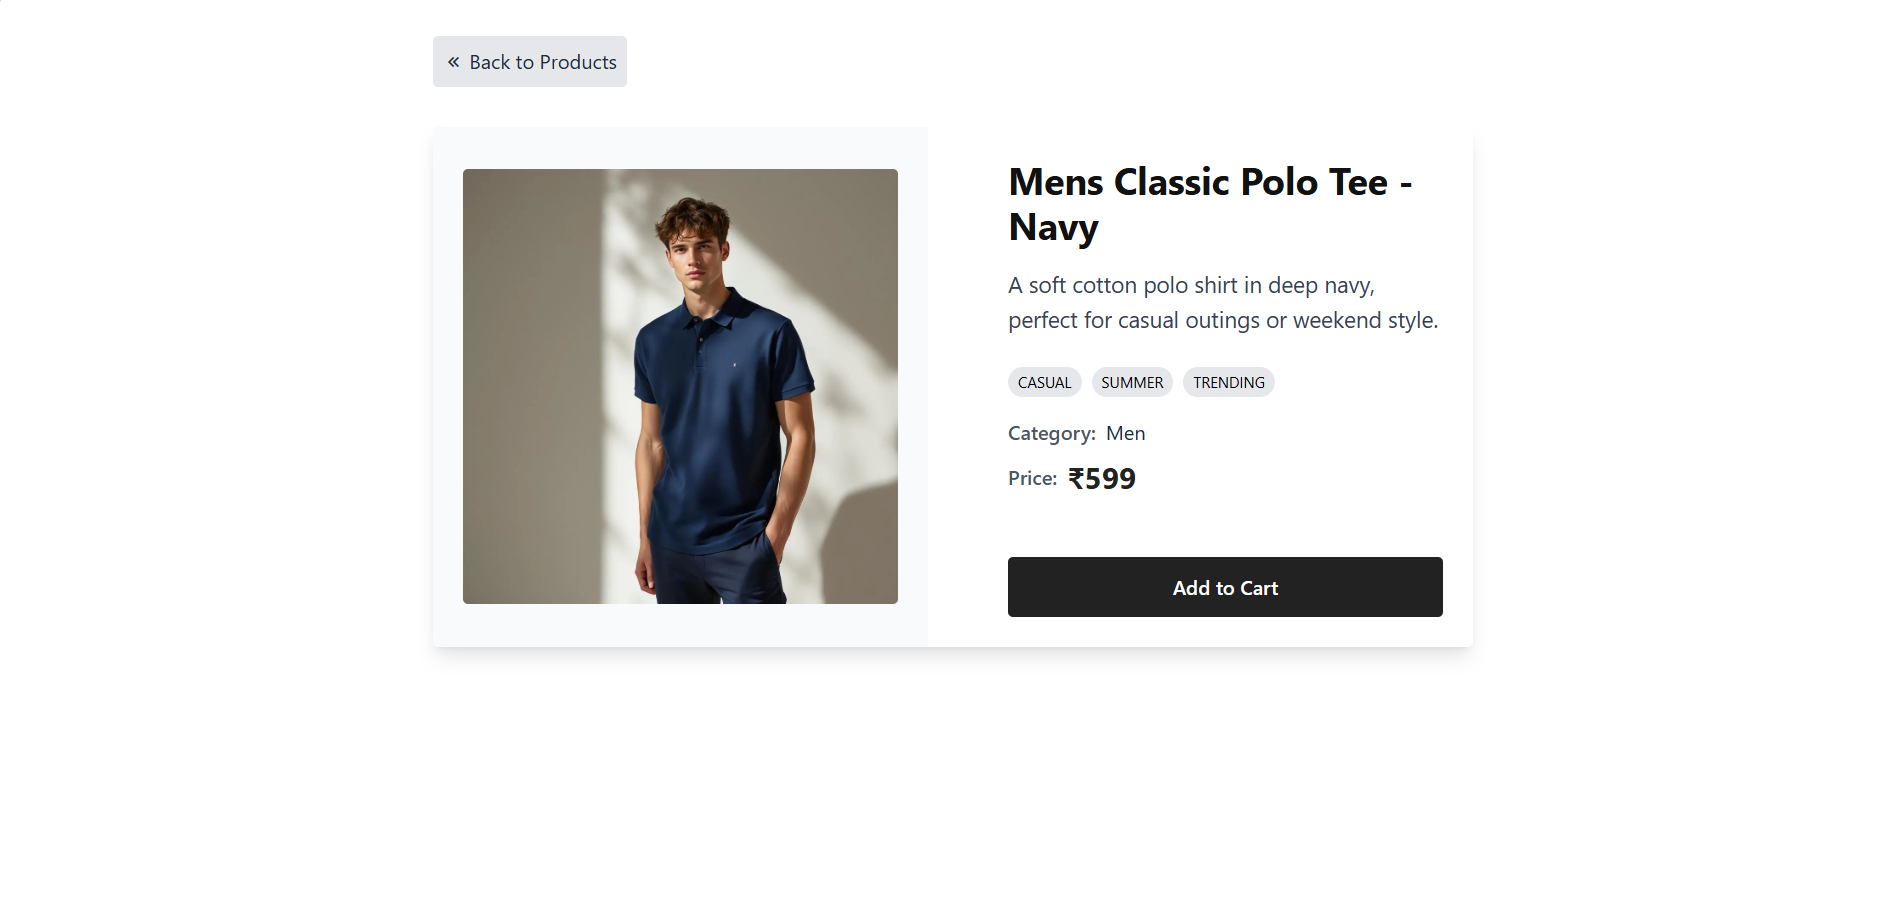 « Back to Products
Mens Classic Polo Tee -
Navy
A soft cotton polo shirt in deep navy,
perfect for casual outings or weekend style.
CASUAL SUMMER TRENDING
Category: Men
Price: ₹599
Add to Cart